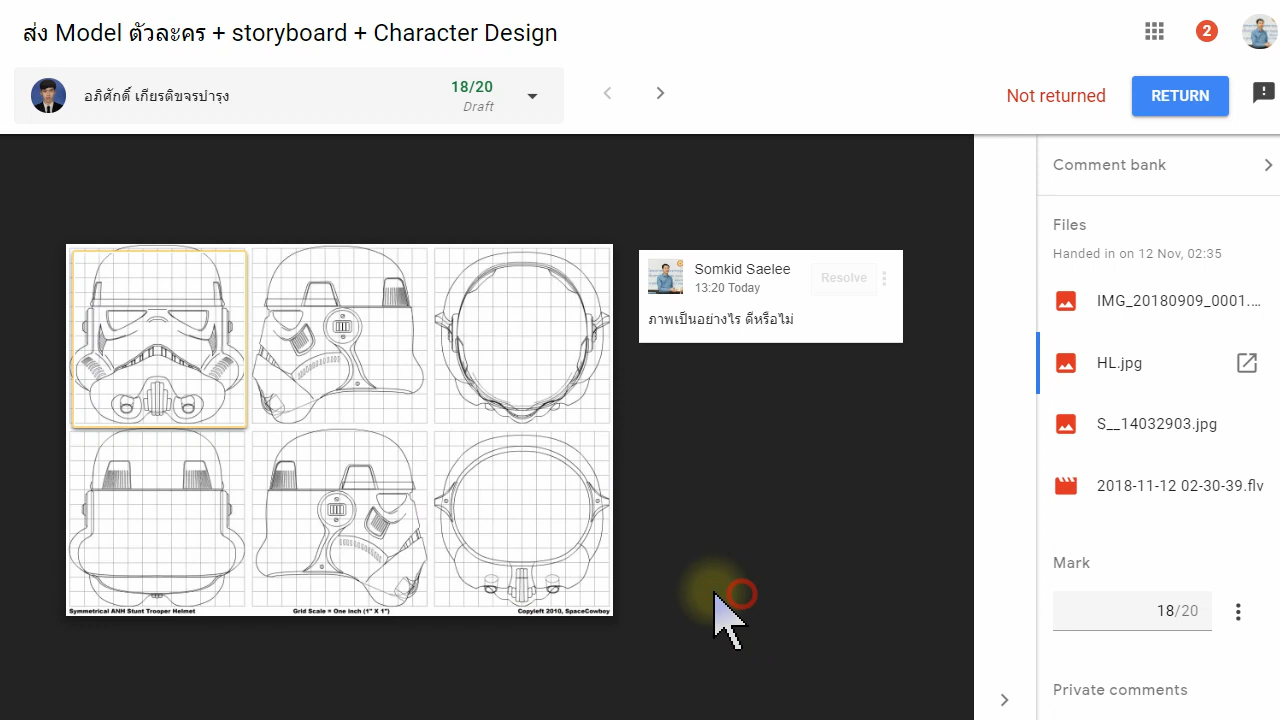 ส่ง Model ตัวละคร + storyboard + Character Design
2
อภิศักดิ์ เกียรติขจรบำรุง
18/20
Draft
Not returned
RETURN
Comment bank
Files
Handed in on 12 Nov, 02:35
IMG_20180909_0001....
HL.jpg
S__14032903.jpg
2018-11-12 02-30-39.flv
Mark
18/20
Private comments
Somkid Saelee
13:20 Today
Resolve
ภาพเป็นอย่างไร ดีหรือไม่
Symmetrical ANH Stunt Trooper Helmet
Grid Scale = One inch (1" X 1")
Copyleft 2010, SpaceCowboy